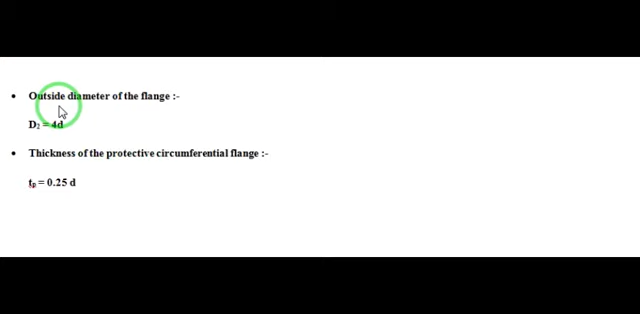 • Outside diameter of the flange :-
D₂ = 4d
• Thickness of the protective circumferential flange :-
tₚ = 0.25 d